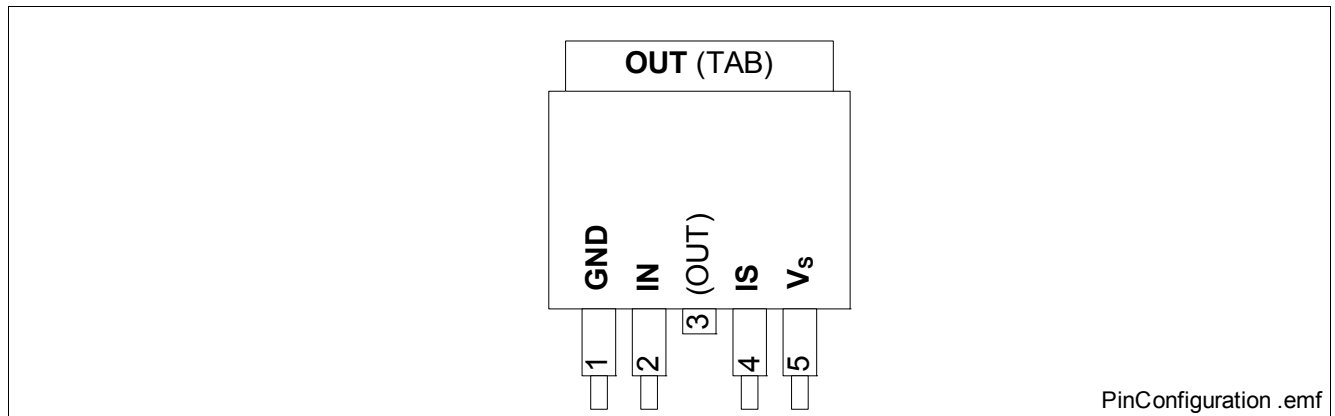 OUT (TAB)
GND
IN
(OUT)
IS
Vs
1
2
3
4
5
PinConfiguration .emf